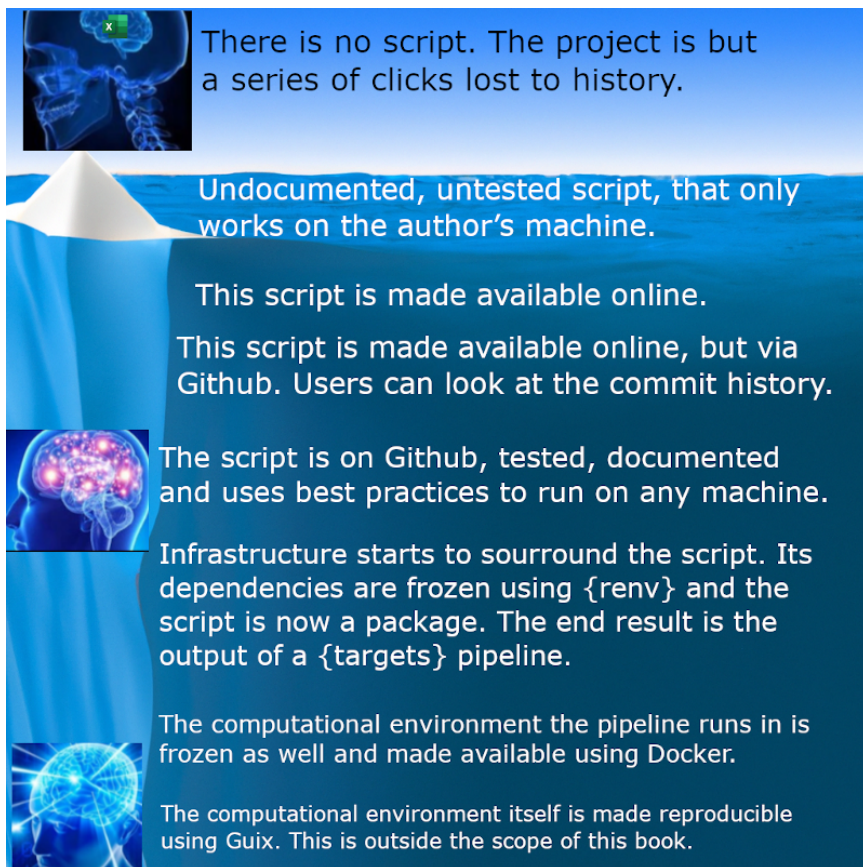 There is no script. The project is but
a series of clicks lost to history.
Undocumented, untested script, that only
works on the author's machine.
This script is made available online.
This script is made available online, but via
Github. Users can look at the commit history.
The script is on Github, tested, documented
and uses best practices to run on any machine.
Infrastructure starts to sourround the script. Its
dependencies are frozen using {renv} and the
script is now a package. The end result is the
output of a {targets} pipeline.
The computational environment the pipeline runs in is
frozen as well and made available using Docker.
The computational environment itself is made reproducible
using Guix. This is outside the scope of this book.